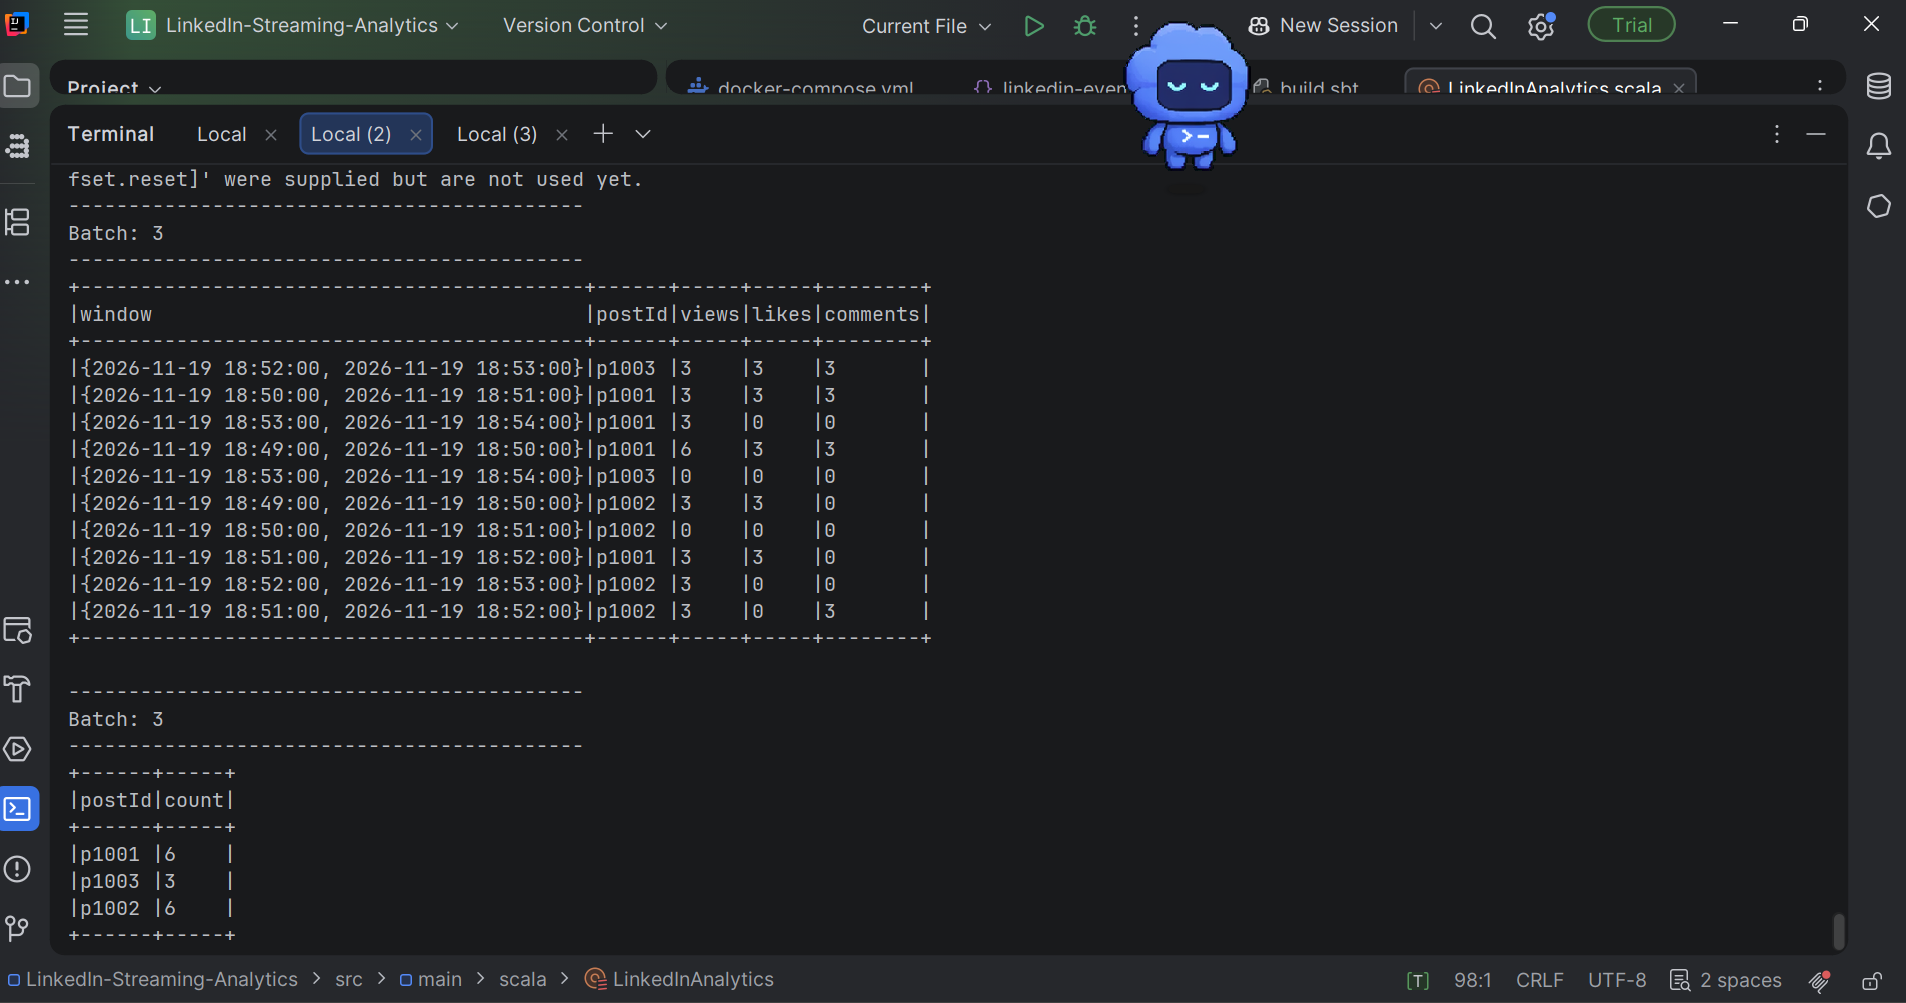 LI LinkedIn-Streaming-Analytics Version Control Current File New Session Trial
Project docker-compose.yml {} linkedin-even build.sbt LinkedInAnalytics.scala
Terminal Local Local (2) Local (3)
fset.reset]' were supplied but are not used yet.
-------------------------------------------
Batch: 3
-------------------------------------------
+------------------------------------------+------+-----+-----+--------+
|window                                    |postId|views|likes|comments|
+------------------------------------------+------+-----+-----+--------+
|{2026-11-19 18:52:00, 2026-11-19 18:53:00}|p1003 |3    |3    |3       |
|{2026-11-19 18:50:00, 2026-11-19 18:51:00}|p1001 |3    |3    |3       |
|{2026-11-19 18:53:00, 2026-11-19 18:54:00}|p1001 |3    |0    |0       |
|{2026-11-19 18:49:00, 2026-11-19 18:50:00}|p1001 |6    |3    |3       |
|{2026-11-19 18:53:00, 2026-11-19 18:54:00}|p1003 |0    |0    |0       |
|{2026-11-19 18:49:00, 2026-11-19 18:50:00}|p1002 |3    |3    |0       |
|{2026-11-19 18:50:00, 2026-11-19 18:51:00}|p1002 |0    |0    |0       |
|{2026-11-19 18:51:00, 2026-11-19 18:52:00}|p1001 |3    |3    |0       |
|{2026-11-19 18:52:00, 2026-11-19 18:53:00}|p1002 |3    |0    |0       |
|{2026-11-19 18:51:00, 2026-11-19 18:52:00}|p1002 |3    |0    |3       |
+------------------------------------------+------+-----+-----+--------+
-------------------------------------------
Batch: 3
-------------------------------------------
+------+-----+
|postId|count|
+------+-----+
|p1001 |6    |
|p1003 |3    |
|p1002 |6    |
+------+-----+
LinkedIn-Streaming-Analytics > src > main > scala > LinkedInAnalytics [T] 98:1 CRLF UTF-8 2 spaces